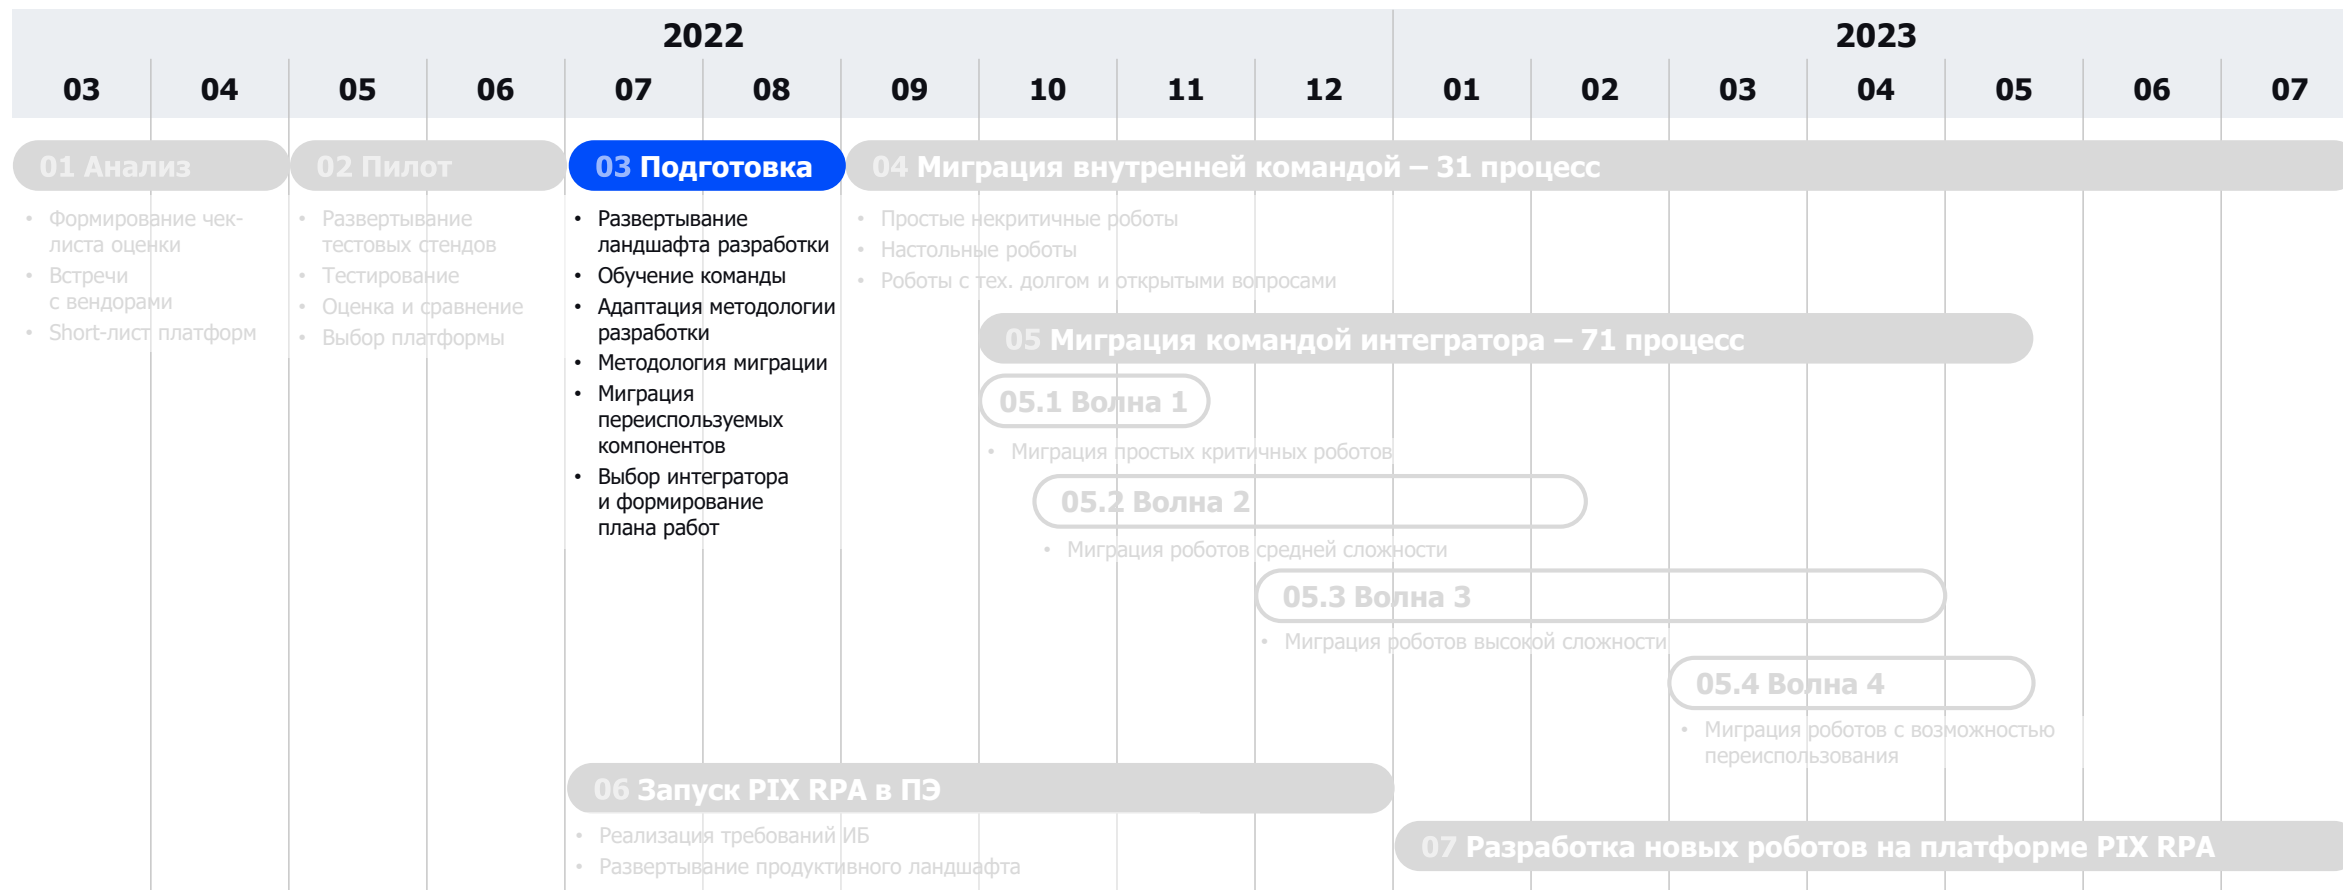 2022
2023
03 04 05 06 07 08 09 10 11 12 01 02 03 04 05 06 07
01 Анализ
• Формирование чек-
листа оценки
• Встречи
с вендорами
• Short-лист платформ
02 Пилот
• Развертывание
тестовых стендов
• Тестирование
• Оценка и сравнение
• Выбор платформы
03 Подготовка
• Развертывание
ландшафта разработки
• Обучение команды
• Адаптация методологии
разработки
• Методология миграции
• Миграция
переиспользуемых
компонентов
• Выбор интегратора
и формирование
плана работ
04 Миграция внутренней командой – 31 процесс
• Простые некритичные роботы
• Настольные роботы
• Роботы с тех. долгом и открытыми вопросами
05 Миграция командой интегратора – 71 процесс
05.1 Волна 1
• Миграция простых критичных роботов
05.2 Волна 2
• Миграция роботов средней сложности
05.3 Волна 3
• Миграция роботов высокой сложности
05.4 Волна 4
• Миграция роботов с возможностью
переиспользования
06 Запуск PIX RPA в ПЭ
• Реализация требований ИБ
• Развертывание продуктивного ландшафта
07 Разработка новых роботов на платформе PIX RPA